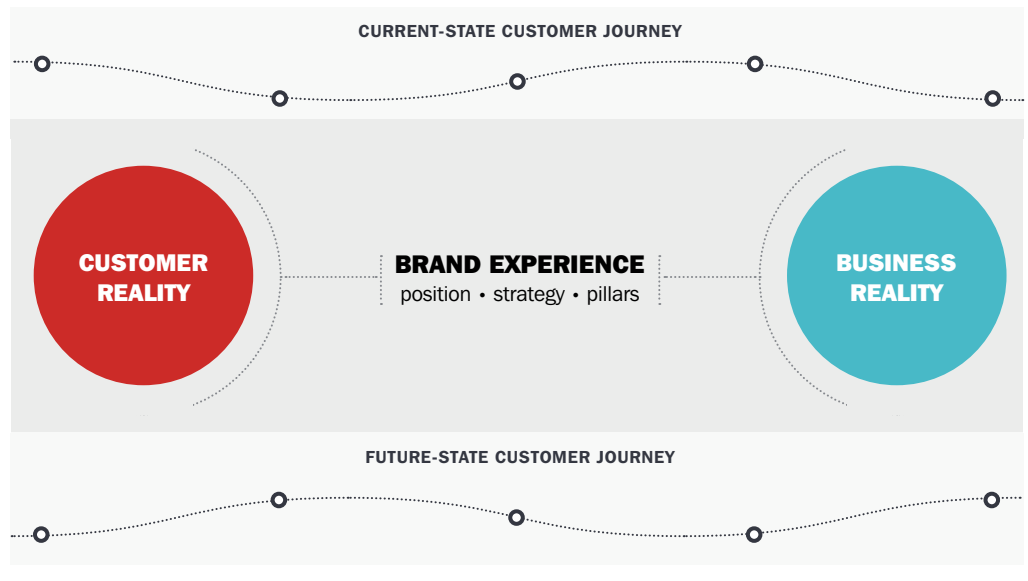 CURRENT-STATE CUSTOMER JOURNEY
CUSTOMER
REALITY
BRAND EXPERIENCE
position • strategy • pillars
BUSINESS
REALITY
FUTURE-STATE CUSTOMER JOURNEY